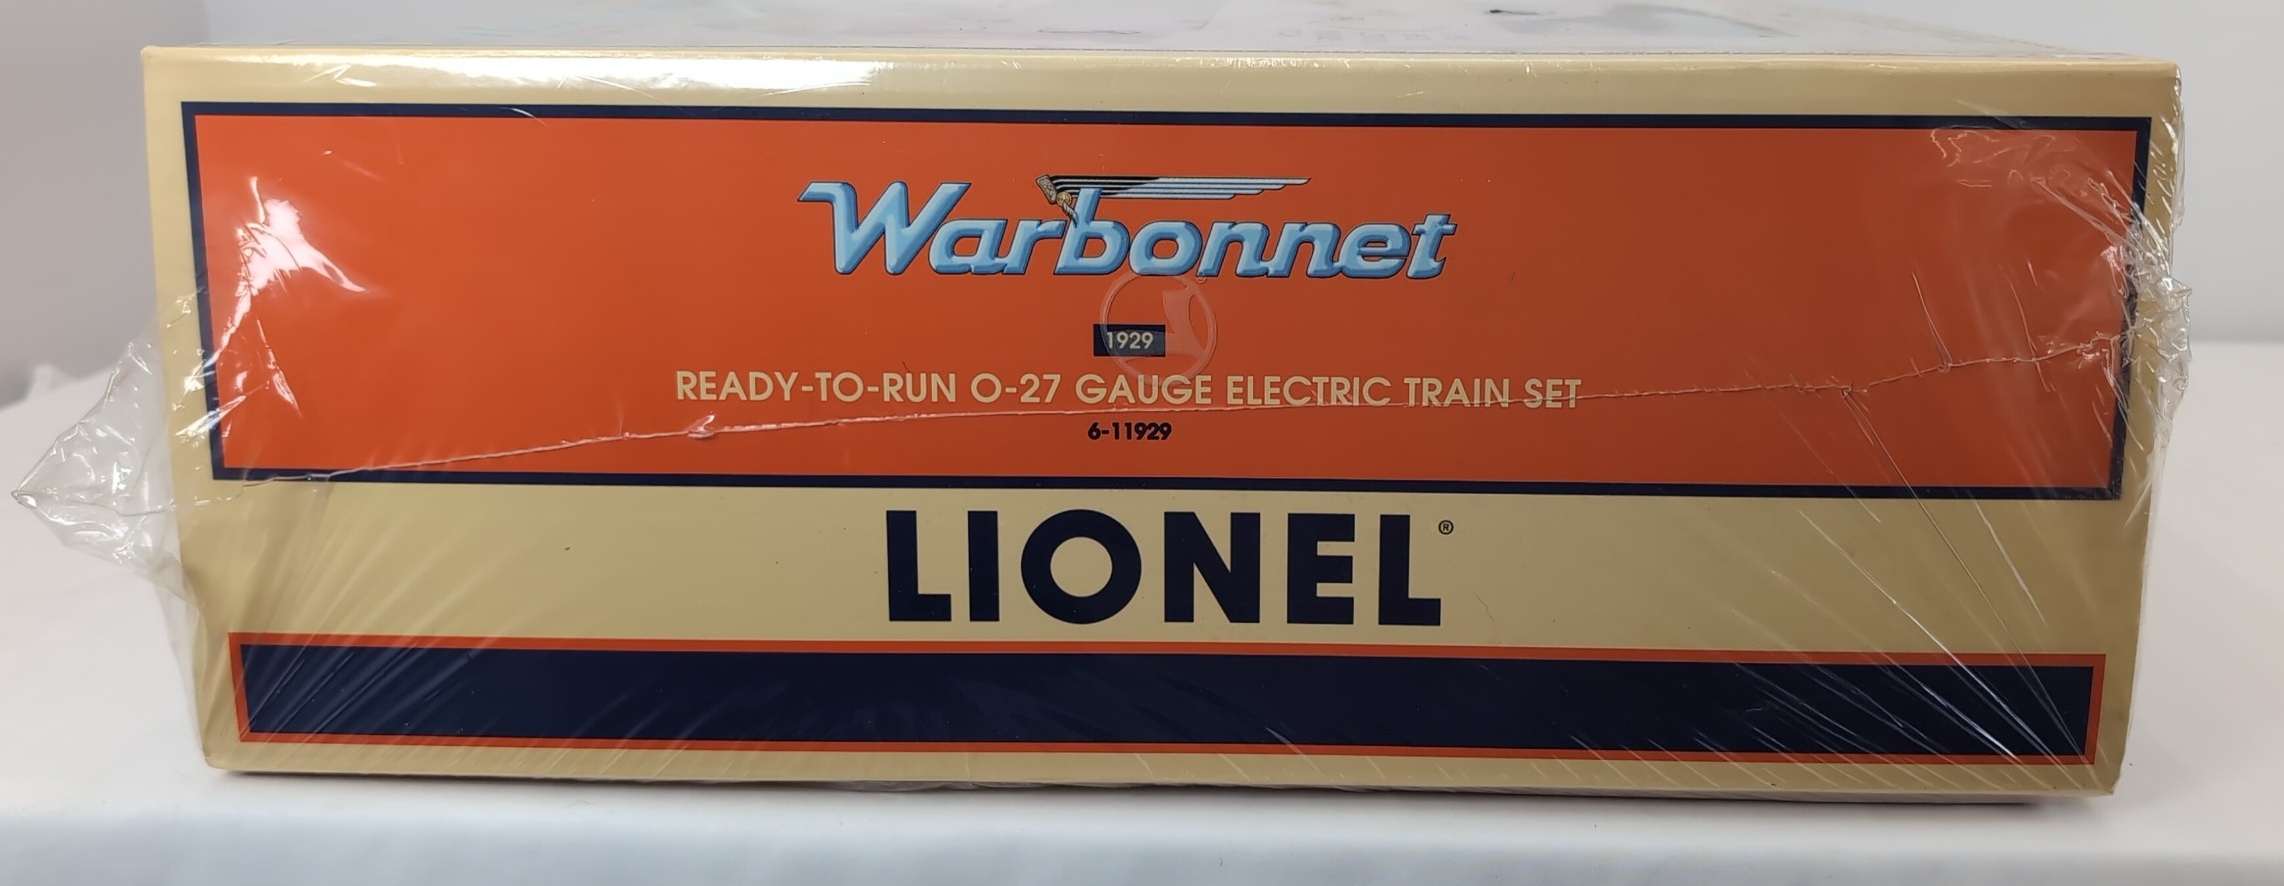 Warbonnet
1929
READY-TO-RUN O-27 GAUGE ELECTRIC TRAIN SET
6-11929
LIONEL®